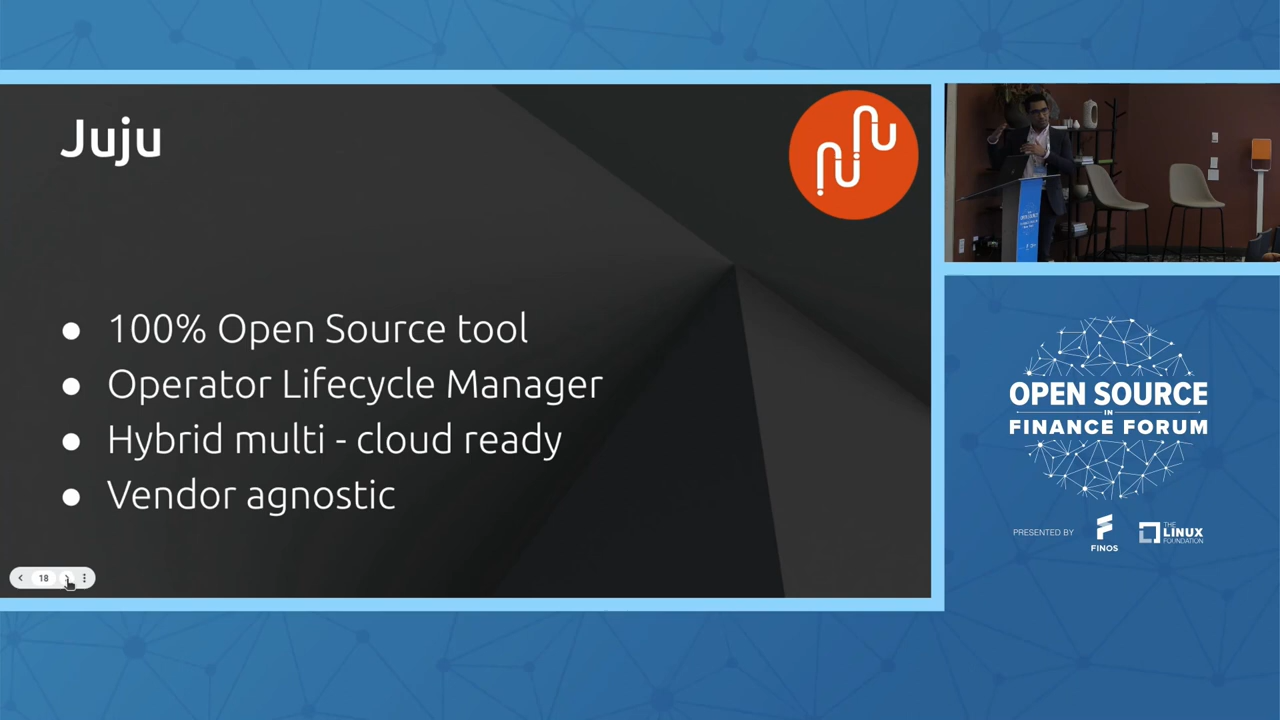 Juju
● 100% Open Source tool
● Operator Lifecycle Manager
● Hybrid multi - cloud ready
● Vendor agnostic
18
OPEN SOURCE
IN
FINANCE FORUM
PRESENTED BY
FINOS
THE
LINUX
FOUNDATION